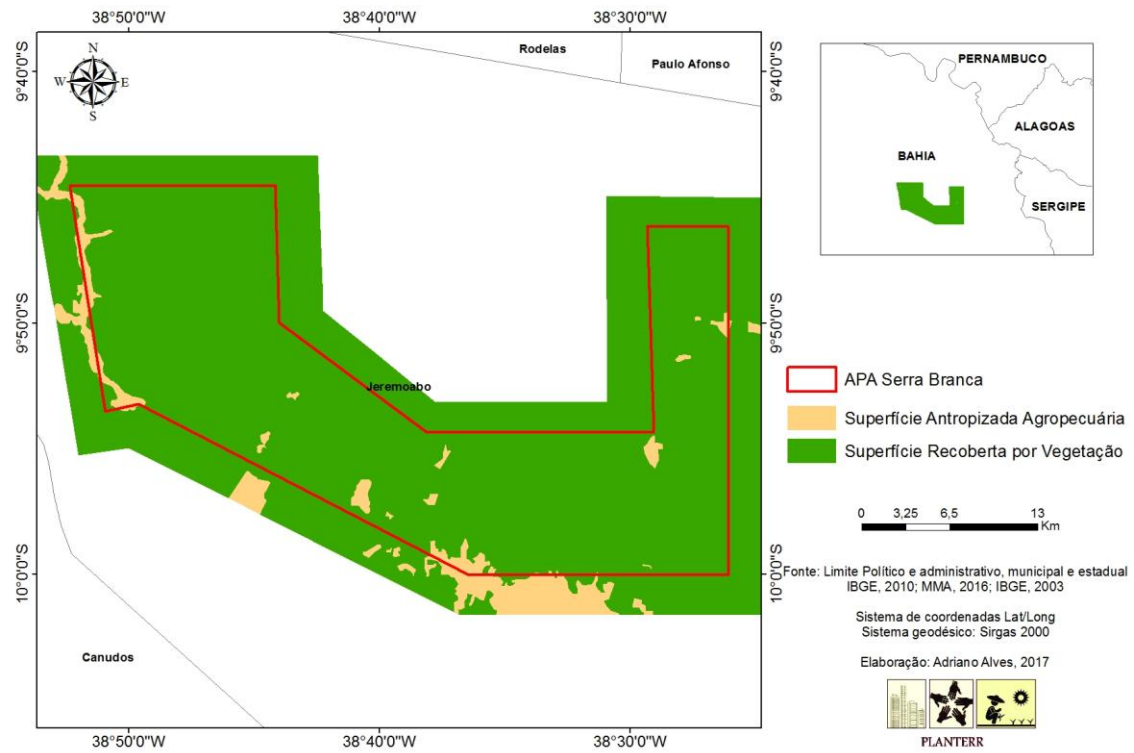 38°50'0"W
38°40'0"W
38°30'0"W
9°40'0"S
9°40'0"S
N
W E
S
Rodelas
Paulo Afonso
PERNAMBUCO
ALAGOAS
BAHIA
SERGIPE
9°50'0"S
9°50'0"S
Jeremoabo
APA Serra Branca
Superfície Antropizada Agropecuária
Superfície Recoberta por Vegetação
0 3,25 6,5 13
Km
10°0'0"S
10°0'0"S
Fonte: Limite Político e administrativo, municipal e estadual
IBGE, 2010; MMA, 2016; IBGE, 2003
Sistema de coordenadas Lat/Long
Sistema geodésico: Sirgas 2000
Elaboração: Adriano Alves, 2017
PLANTERR
Canudos
38°50'0"W
38°40'0"W
38°30'0"W